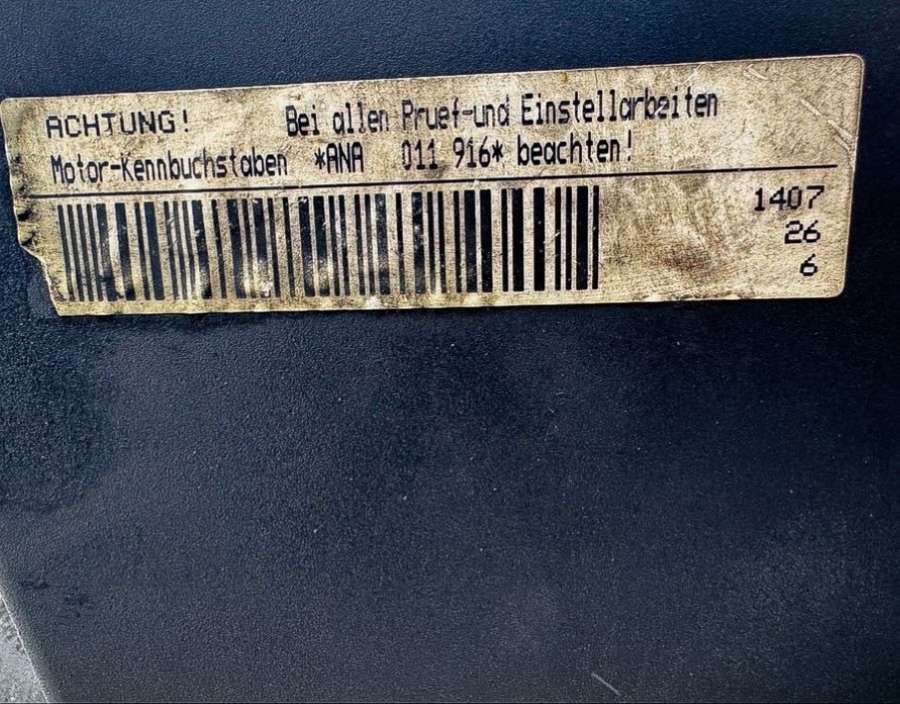 ACHTUNG! Bei allen Pruef-und Einstellarbeiten
Motor-Kennbuchstaben *ANA 011 916* beachten!
1407
26
6